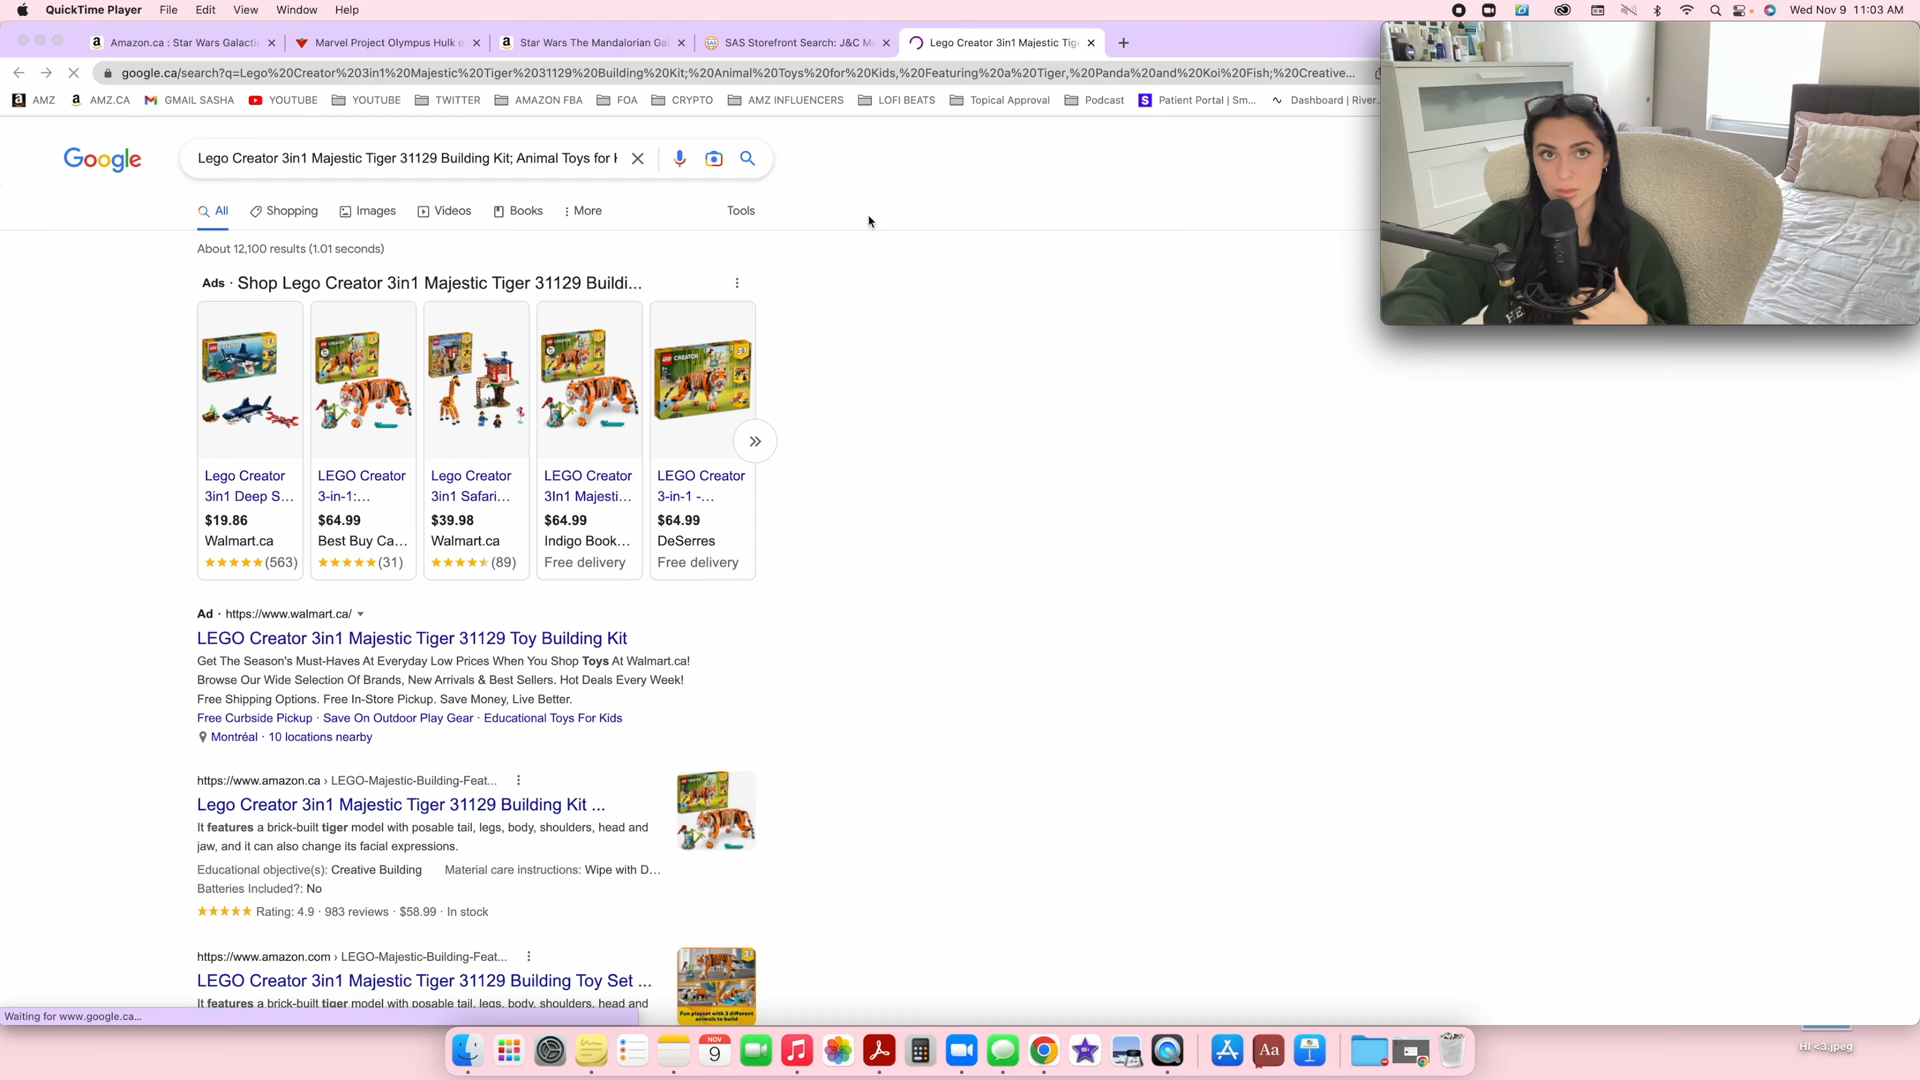 QuickTime Player File Edit View Window Help
Wed Nov 9 11:03 AM
Amazon.ca : Star Wars Galactic
Marvel Project Olympus Hulk
Star Wars The Mandalorian Ga
SAS Storefront Search: J&C M
Lego Creator 3in1 Majestic Tig
google.ca/search?q=Lego%20Creator%203in1%20Majestic%20Tiger%2031129%20Building%20Kit;%20Animal%20Toys%20for%20Kids,%20Featuring%20a%20Tiger,%20Panda%20and%20Koi%20Fish;%20Creative...
AMZ AMZ.CA GMAIL SASHA YOUTUBE YOUTUBE TWITTER AMAZON FBA FOA CRYPTO AMZ INFLUENCERS LOFI BEATS Topical Approval Podcast Patient Portal | Sm... Dashboard | River...
Google
Lego Creator 3in1 Majestic Tiger 31129 Building Kit; Animal Toys for
All Shopping Images Videos Books More Tools
About 12,100 results (1.01 seconds)
Ads · Shop Lego Creator 3in1 Majestic Tiger 31129 Buildi...
Lego Creator
3in1 Deep S...
$19.86
Walmart.ca
(563)
LEGO Creator
3-in-1:...
$64.99
Best Buy Ca...
(31)
Lego Creator
3in1 Safari...
$39.98
Walmart.ca
(89)
LEGO Creator
3In1 Majesti...
$64.99
Indigo Book...
Free delivery
LEGO Creator
3-in-1 -...
$64.99
DeSerres
Free delivery
Ad · https://www.walmart.ca/
LEGO Creator 3in1 Majestic Tiger 31129 Toy Building Kit
Get The Season's Must-Haves At Everyday Low Prices When You Shop Toys At Walmart.ca!
Browse Our Wide Selection Of Brands, New Arrivals & Best Sellers. Hot Deals Every Week!
Free Shipping Options. Free In-Store Pickup. Save Money, Live Better.
Free Curbside Pickup · Save On Outdoor Play Gear · Educational Toys For Kids
Montréal · 10 locations nearby
https://www.amazon.ca › LEGO-Majestic-Building-Feat...
Lego Creator 3in1 Majestic Tiger 31129 Building Kit ...
It features a brick-built tiger model with posable tail, legs, body, shoulders, head and
jaw, and it can also change its facial expressions.
Educational objective(s): Creative Building Material care instructions: Wipe with D...
Batteries Included?: No
Rating: 4.9 · 983 reviews · $58.99 · In stock
https://www.amazon.com › LEGO-Majestic-Building-Feat...
LEGO Creator 3in1 Majestic Tiger 31129 Building Toy Set ...
It features a brick-built tiger model with posable tail, legs, body, shoulders, head and
Fun playset with 3 different
animals to build
Waiting for www.google.ca...
NOV
9
Aa
HI <3.jpeg